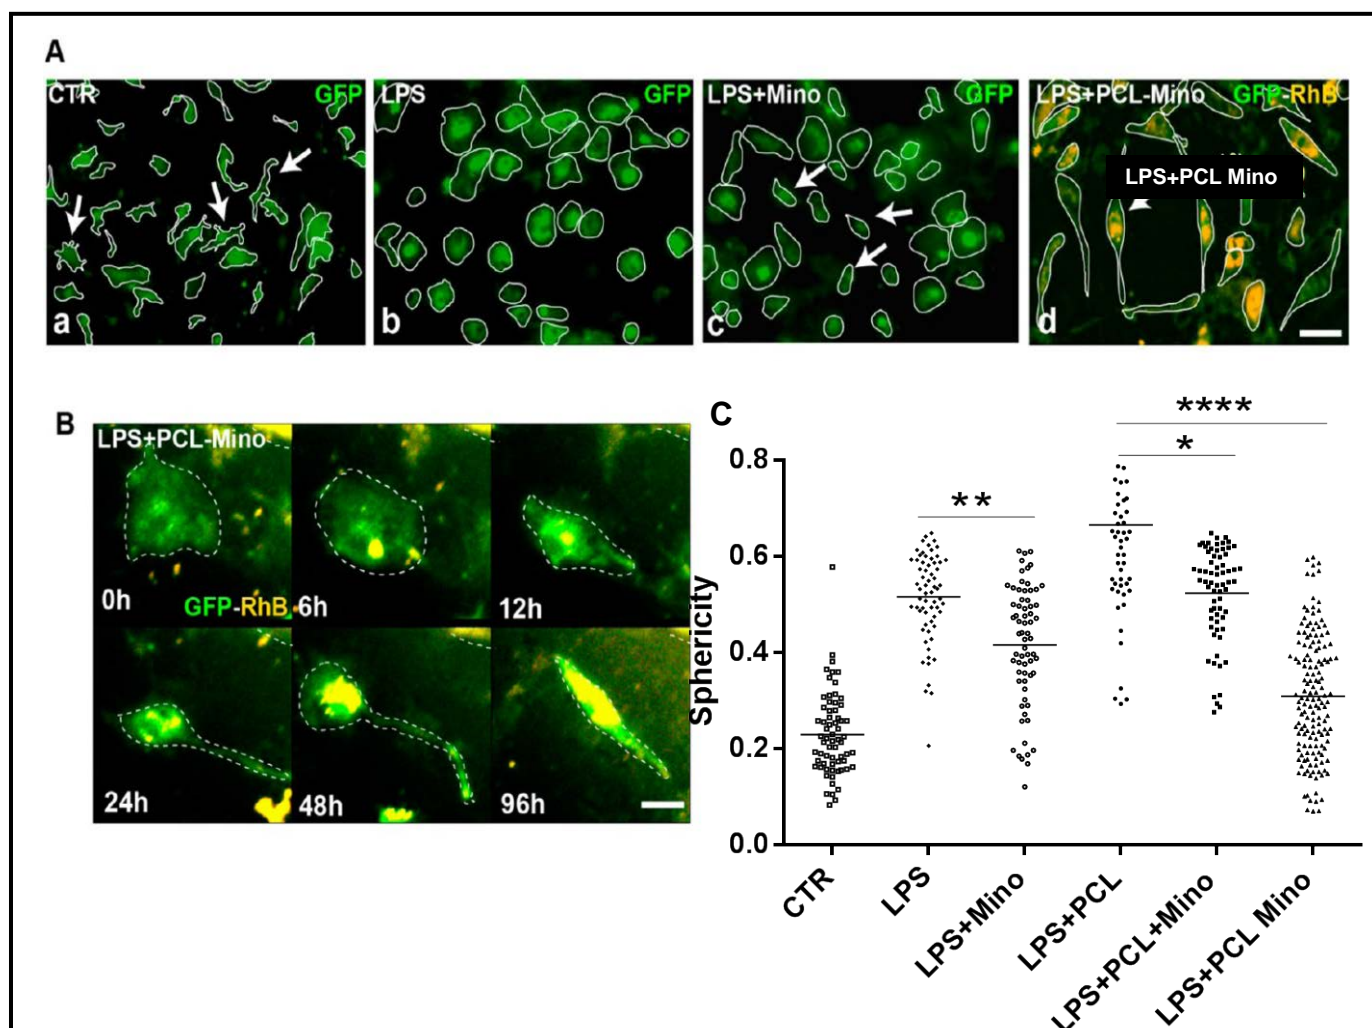 A
CTR GFP
a
LPS GFP
b
LPS+Mino GFP
c
LPS+PCL-Mino GFP-RhB
LPS+PCL Mino
d
B
LPS+PCL-Mino
0h
GFP-RhB
6h
12h
24h
48h
96h
C
****
*
**
Sphericity
0.8
0.6
0.4
0.2
0.0
CTR
LPS
LPS+Mino
LPS+PCL
LPS+PCL+Mino
LPS+PCL Mino